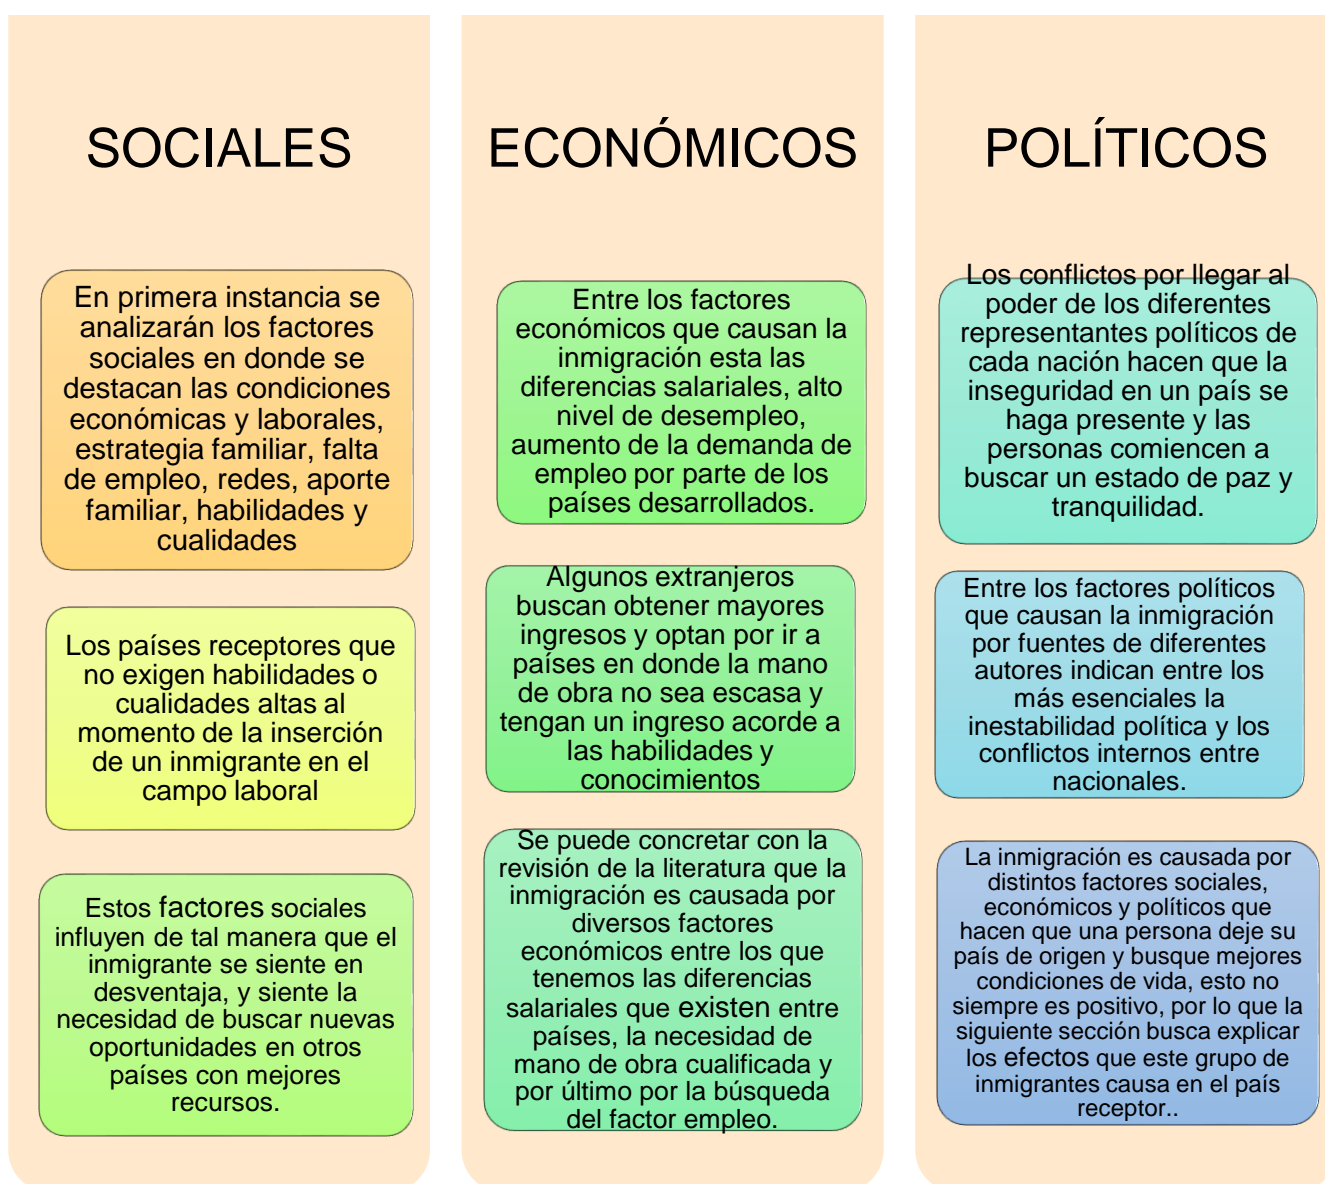 SOCIALES
En primera instancia se
analizarán los factores
sociales en donde se
destacan las condiciones
económicas y laborales,
estrategia familiar, falta
de empleo, redes, aporte
familiar, habilidades y
cualidades
Los países receptores que
no exigen habilidades o
cualidades altas al
momento de la inserción
de un inmigrante en el
campo laboral
Estos factores sociales
influyen de tal manera que el
inmigrante se siente en
desventaja, y siente la
necesidad de buscar nuevas
oportunidades en otros
países con mejores
recursos.
ECONÓMICOS
Entre los factores
económicos que causan la
inmigración esta las
diferencias salariales, alto
nivel de desempleo,
aumento de la demanda de
empleo por parte de los
países desarrollados.
Algunos extranjeros
buscan obtener mayores
ingresos y optan por ir a
países en donde la mano
de obra no sea escasa y
tengan un ingreso acorde a
las habilidades y
conocimientos
Se puede concretar con la
revisión de la literatura que la
inmigración es causada por
diversos factores
económicos entre los que
tenemos las diferencias
salariales que existen entre
países, la necesidad de
mano de obra cualificada y
por último por la búsqueda
del factor empleo.
POLÍTICOS
Los conflictos por llegar al
poder de los diferentes
representantes políticos de
cada nación hacen que la
inseguridad en un país se
haga presente y las
personas comiencen a
buscar un estado de paz y
tranquilidad.
Entre los factores políticos
que causan la inmigración
por fuentes de diferentes
autores indican entre los
más esenciales la
inestabilidad política y los
conflictos internos entre
nacionales.
La inmigración es causada por
distintos factores sociales,
económicos y políticos que
hacen que una persona deje su
país de origen y busque mejores
condiciones de vida, esto no
siempre es positivo, por lo que la
siguiente sección busca explicar
los efectos que este grupo de
inmigrantes causa en el país
receptor..